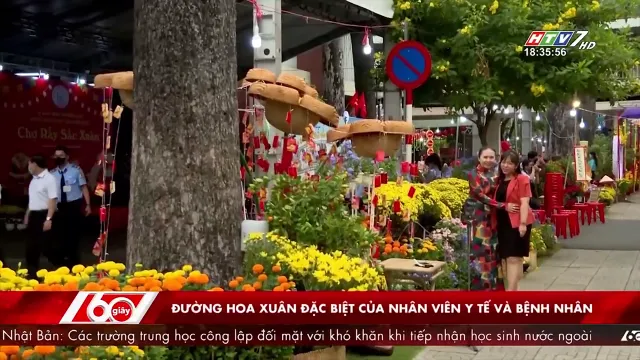 HTV7 HD
18:35:56
Chợ Rẫy Sắc Xuân
60 giây
ĐƯỜNG HOA XUÂN ĐẶC BIỆT CỦA NHÂN VIÊN Y TẾ VÀ BỆNH NHÂN
Nhật Bản: Các trường trung học công lập đối mặt với khó khăn khi tiếp nhận học sinh nước ngoài